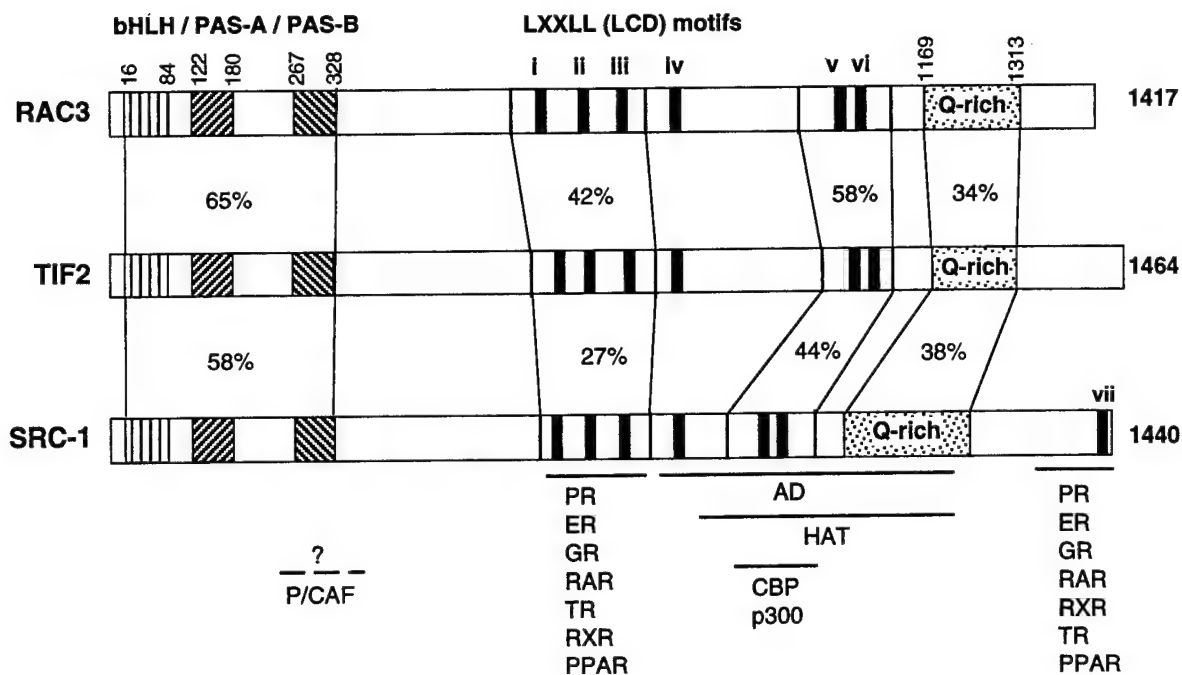 bHLH / PAS-A / PAS-B
LXXLL (LCD) motifs
16 84 122 180 267 328
i ii iii iv v vi
1169 1313
RAC3
Q-rich
1417
65% 42% 58% 34%
TIF2
Q-rich
1464
58% 27% 44% 38%
vii
SRC-1
Q-rich
1440
PR
ER
GR
RAR
TR
RXR
PPAR
AD
HAT
CBP
p300
?
P/CAF
PR
ER
GR
RAR
RXR
TR
PPAR